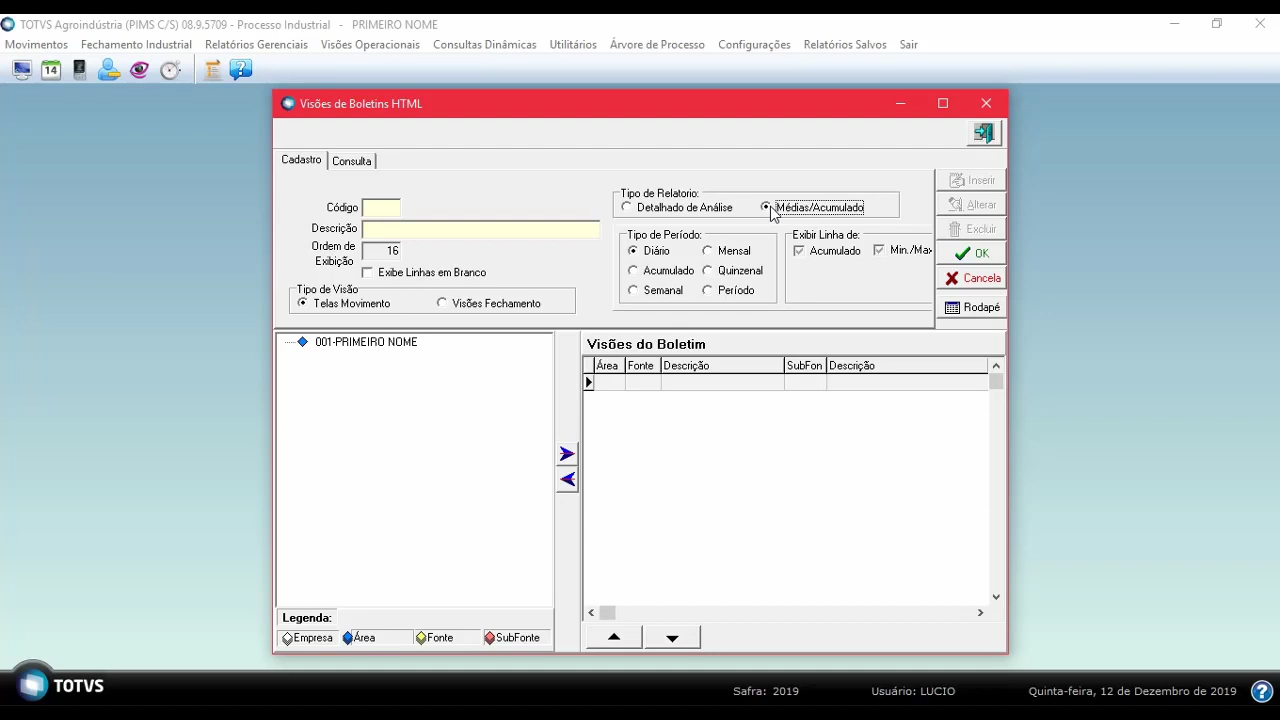 TOTVS Agroindústria (PIMS C/S) 08.9.5709 - Processo Industrial - PRIMEIRO NOME
Movimentos Fechamento Industrial Relatórios Gerenciais Visões Operacionais Consultas Dinâmicas Utilitários Árvore de Processo Configurações Relatórios Salvos Sair
14
Visões de Boletins HTML
Cadastro Consulta
Código
Descrição
Ordem de Exibição 16
Exibe Linhas em Branco
Tipo de Visão
Telas Movimento Visões Fechamento
Tipo de Relatorio:
Detalhado de Análise Médias/Acumulado
Tipo de Período:
Diário Mensal
Acumulado Quinzenal
Semanal Período
Exibir Linha de:
Acumulado Min./Max
Inserir
Alterar
Excluir
OK
Cancela
Rodapé
001-PRIMEIRO NOME
Visões do Boletim
Área Fonte Descrição SubFon Descrição
Legenda:
Empresa Área Fonte SubFonte
TOTVS
Safra: 2019 Usuário: LUCIO Quinta-feira, 12 de Dezembro de 2019